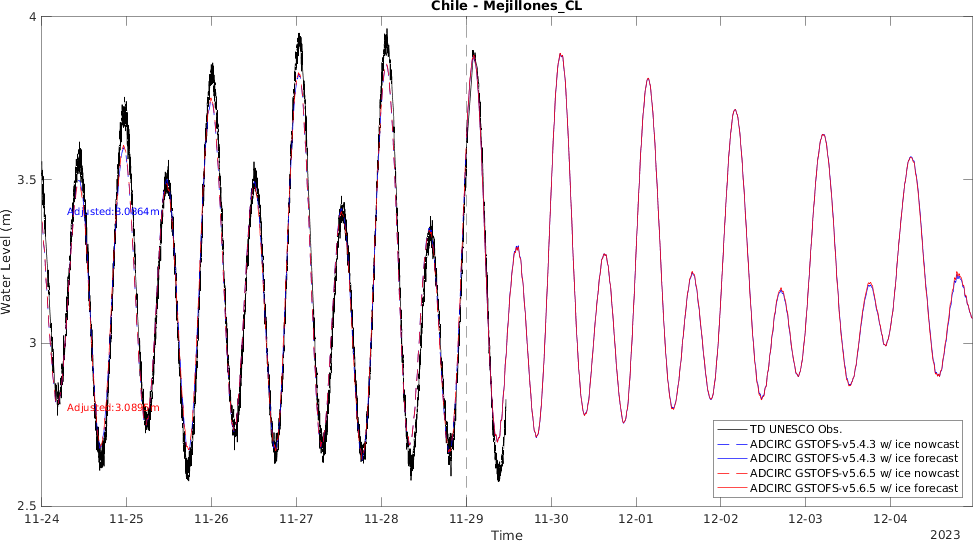 Chile - Mejillones_CL
4
3.5
3
2.5
Water Level (m)
Adjusted:3.0864m
Adjusted:3.0895m
TD UNESCO Obs.
ADCIRC GSTOFS-v5.4.3 w/ ice nowcast
ADCIRC GSTOFS-v5.4.3 w/ ice forecast
ADCIRC GSTOFS-v5.6.5 w/ ice nowcast
ADCIRC GSTOFS-v5.6.5 w/ ice forecast
11-24 11-25 11-26 11-27 11-28 11-29 11-30 12-01 12-02 12-03 12-04
Time
2023